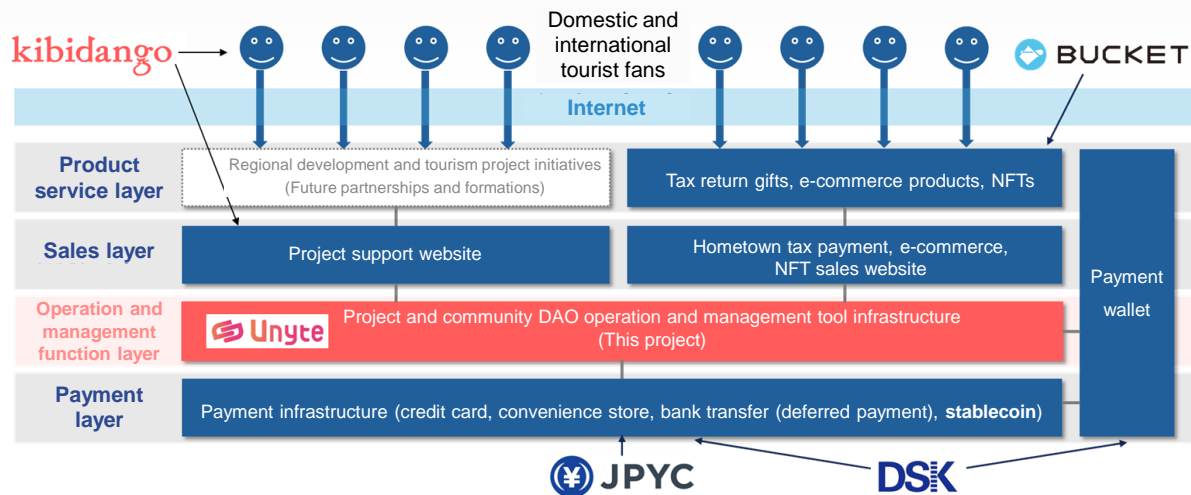 kibidango
Domestic and
international
tourist fans
BUCKET
Internet
Product
service layer
Regional development and tourism project initiatives
(Future partnerships and formations)
Tax return gifts, e-commerce products, NFTs
Sales layer
Project support website
Hometown tax payment, e-commerce,
NFT sales website
Payment
wallet
Operation and
management
function layer
Unyte
Project and community DAO operation and management tool infrastructure
(This project)
Payment
layer
Payment infrastructure (credit card, convenience store, bank transfer (deferred payment), stablecoin)
¥ JPYC
DSK